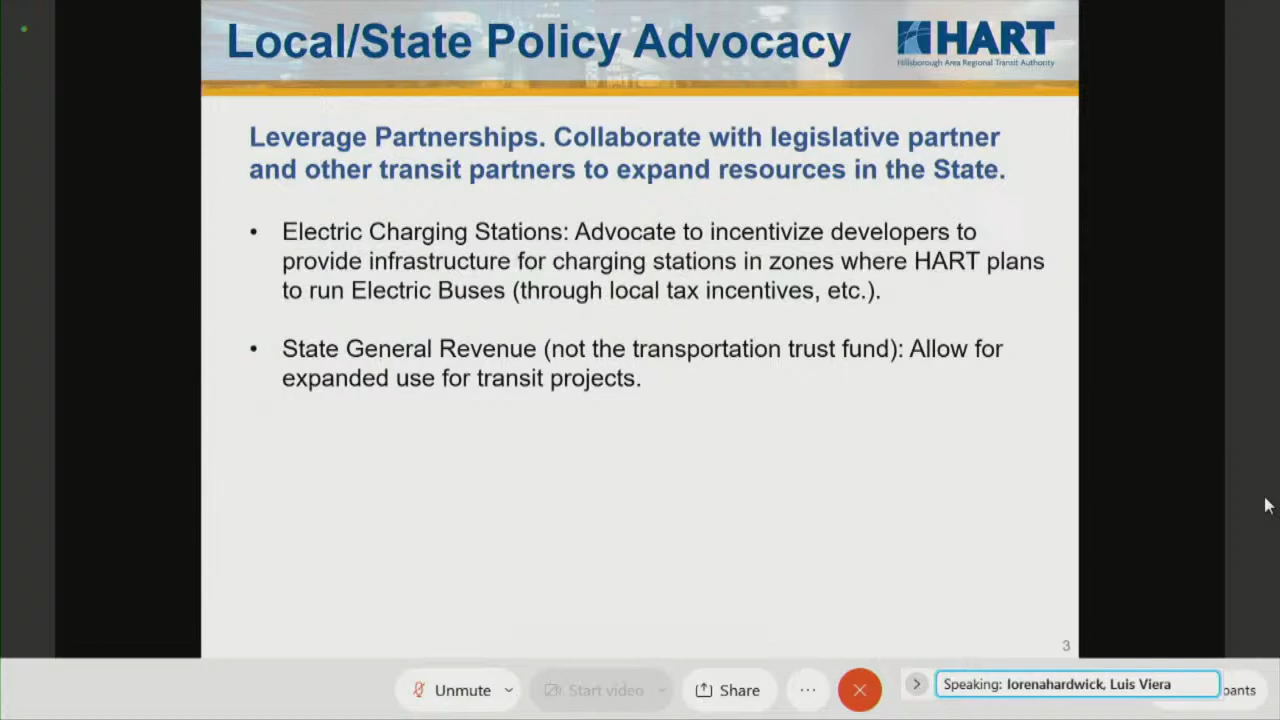 Local/State Policy Advocacy
HART
Hillsborough Area Regional Transit Authority
Leverage Partnerships. Collaborate with legislative partner
and other transit partners to expand resources in the State.
• Electric Charging Stations: Advocate to incentivize developers to
provide infrastructure for charging stations in zones where HART plans
to run Electric Buses (through local tax incentives, etc.).
• State General Revenue (not the transportation trust fund): Allow for
expanded use for transit projects.
3
Unmute
Start video
Share
Speaking: lorenahardwick, Luis Viera
pants